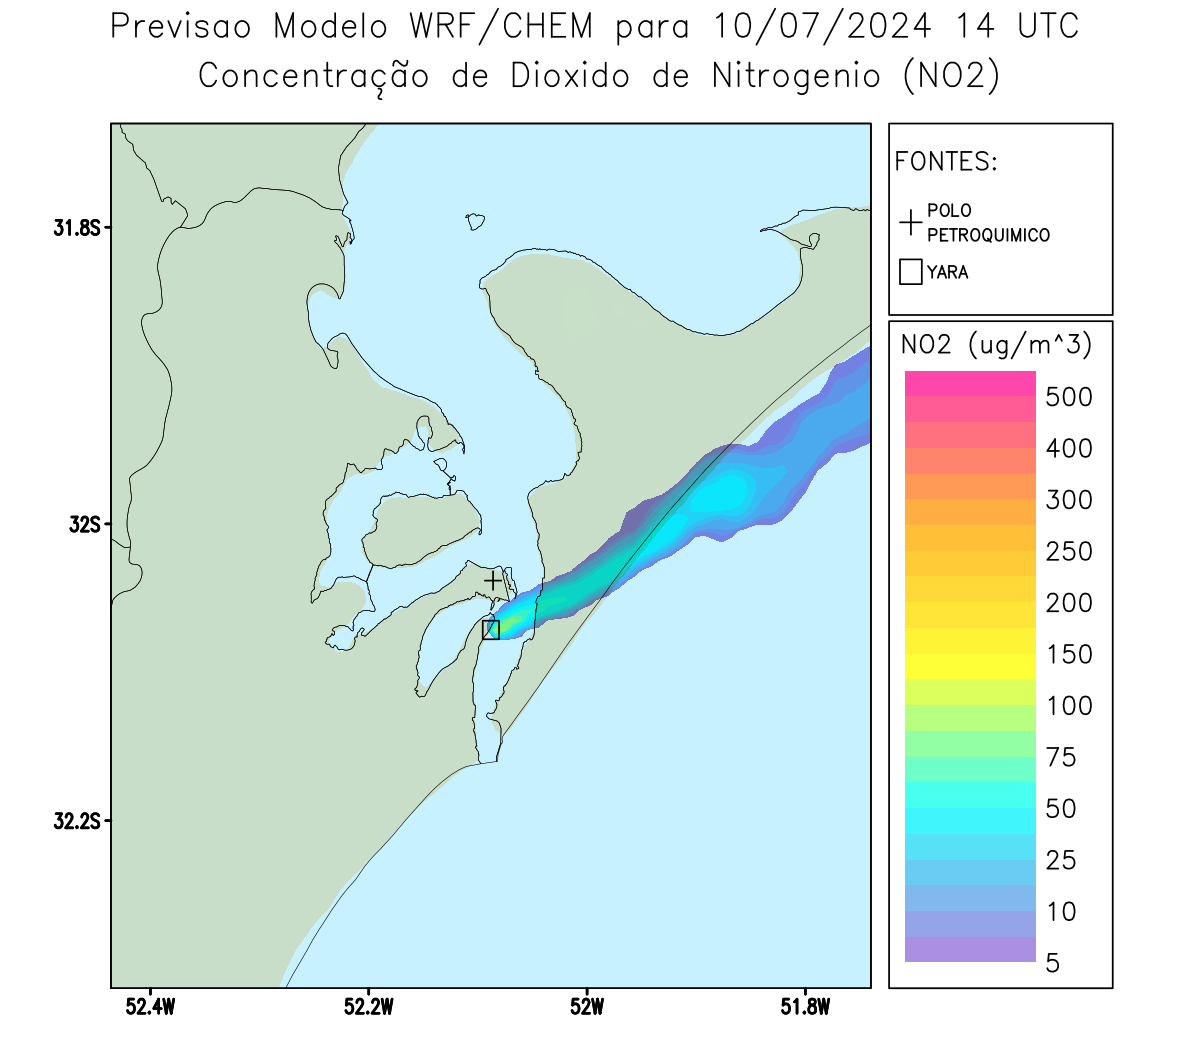 Previsao Modelo WRF/CHEM para 10/07/2024 14 UTC
Concentração de Dioxido de Nitrogenio (NO2)
FONTES:
POLO
PETROQUIMICO
YARA
31.8S
32S
32.2S
52.4W
52.2W
52W
51.8W
NO2 (ug/m^3)
500
400
300
250
200
150
100
75
50
25
10
5